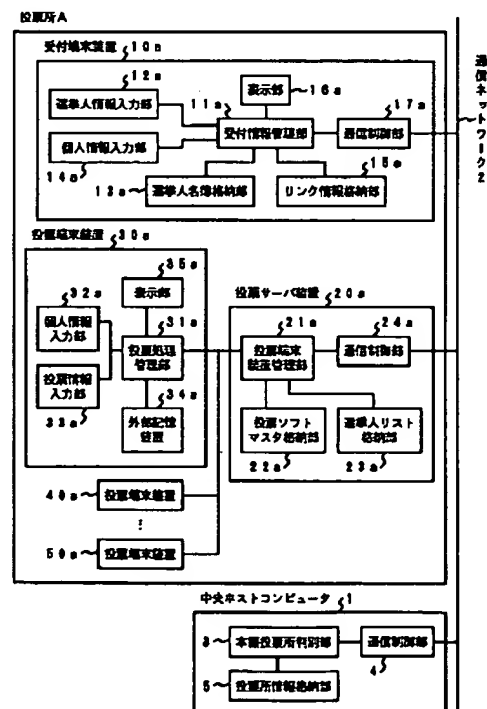 投票所A
受付端末装置 10a
12a
選挙人情報入力部
個人情報入力部
14a
表示部
16a
11a
受付情報管理部
17a
通信制御部
13a
選挙人名簿格納部
15a
リンク情報格納部
通信ネットワーク2
投票端末装置 30a
32a
個人情報
入力部
投票情報
入力部
33a
35a
表示部
31a
投票処理
管理部
34a
外部記憶
装置
40a
投票端末装置
⋮
50a
投票端末装置
投票サーバ装置 20a
21a
投票端末
装置管理部
24a
通信制御部
投票ソフト
マスタ格納部
22a
選挙人リスト
格納部
23a
中央ホストコンピュータ 1
3
本籍投票所判別部
通信制御部
4
5
投票所情報格納部